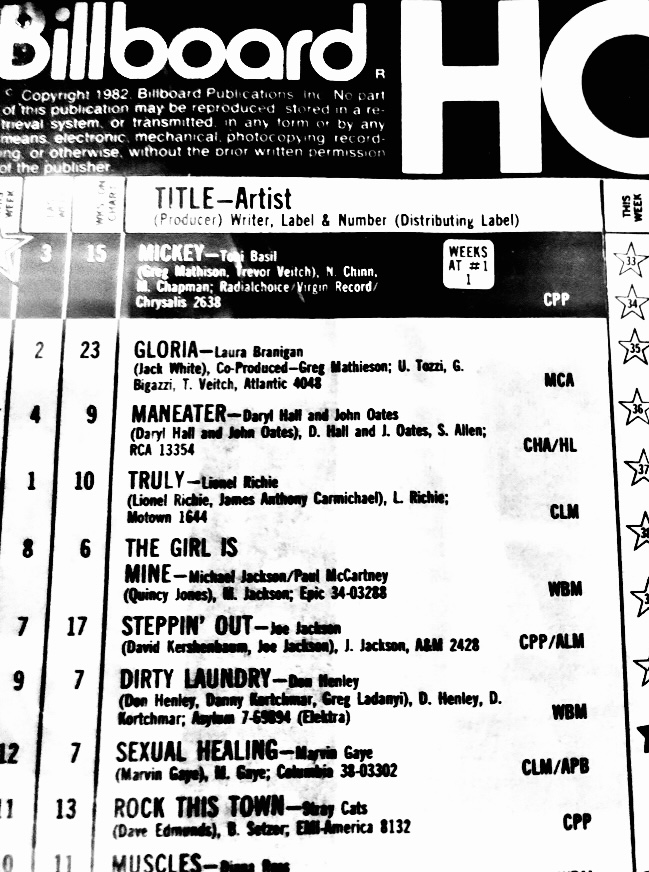 Billboard ® HO
© Copyright 1982, Billboard Publications, Inc. No part
of this publication may be reproduced, stored in a re-
trieval system, or transmitted, in any form or by any
means, electronic, mechanical, photocopying, record-
ing, or otherwise, without the prior written permission
of the publisher.
WEEK
WKS. ON CHART
TITLE—Artist
(Producer) Writer, Label & Number (Distributing Label)
THIS WEEK
3 15 MICKEY—Toni Basil
(Greg Mathison, Trevor Veitch), N. Chinn,
M. Chapman; Radialchoice/Virgin Record/
Chrysalis 2638
WEEKS
AT #1
1
CPP
33
34
2 23 GLORIA—Laura Branigan
(Jack White), Co-Produced—Greg Mathieson; U. Tozzi, G.
Bigazzi, T. Veitch, Atlantic 4048
MCA
35
4 9 MANEATER—Daryl Hall and John Oates
(Daryl Hall and John Oates), D. Hall and J. Oates, S. Allen;
RCA 13354
CHA/HL
36
1 10 TRULY—Lionel Richie
(Lionel Richie, James Anthony Carmichael), L. Richie;
Motown 1644
CLM
37
8 6 THE GIRL IS
MINE—Michael Jackson/Paul McCartney
(Quincy Jones), M. Jackson; Epic 34-03288
WBM
38
7 17 STEPPIN' OUT—Joe Jackson
(David Kershenbaum, Joe Jackson), J. Jackson, A&M 2428
CPP/ALM
9 7 DIRTY LAUNDRY—Don Henley
(Don Henley, Danny Kortchmar, Greg Ladanyi), D. Henley, D.
Kortchmar; Asylum 7-69894 (Elektra)
WBM
12 7 SEXUAL HEALING—Marvin Gaye
(Marvin Gaye), M. Gaye; Columbia 38-03302
CLM/APB
11 13 ROCK THIS TOWN—Stray Cats
(Dave Edmunds), B. Setzer; EMI-America 8132
CPP
0 11 MUSCLES—Diana Ross